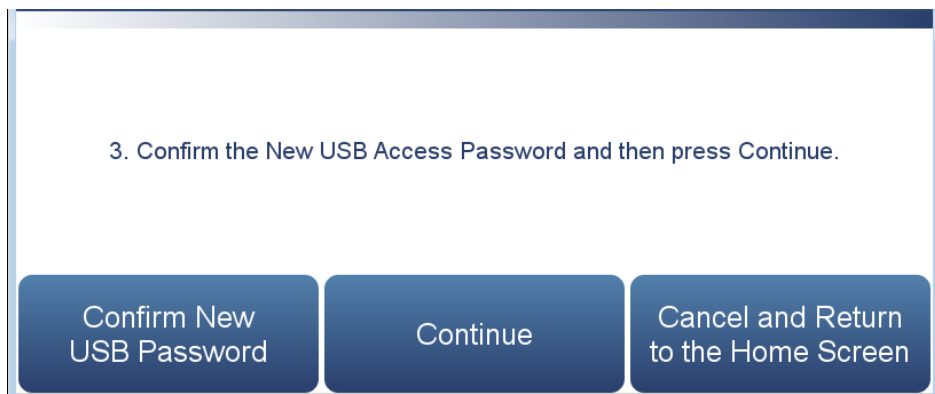 3. Confirm the New USB Access Password and then press Continue.
Confirm New
USB Password
Continue
Cancel and Return
to the Home Screen